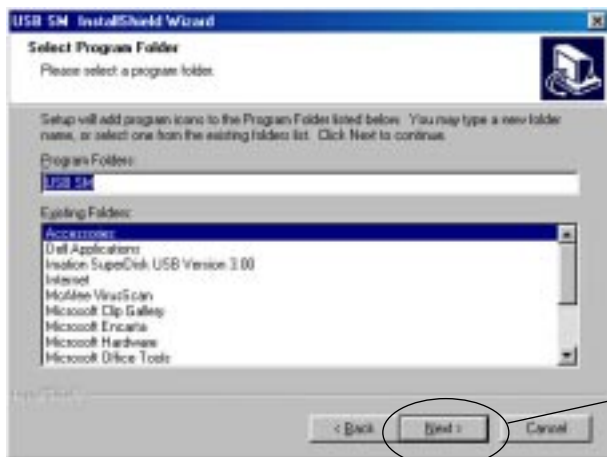 USB SM InstallShield Wizard
Select Program Folder
Please select a program folder.
Setup will add program icons to the Program Folder listed below. You may type a new folder
name, or select one from the existing folders list. Click Next to continue.
Program Folders:
USB SM
Existing Folders:
Accessories
Dell Applications
Imation SuperDisk USB Version 3.00
Internet
McAfee VirusScan
Microsoft Clip Gallery
Microsoft Encarta
Microsoft Hardware
Microsoft Office Tools
InstallShield
< Back
Next >
Cancel